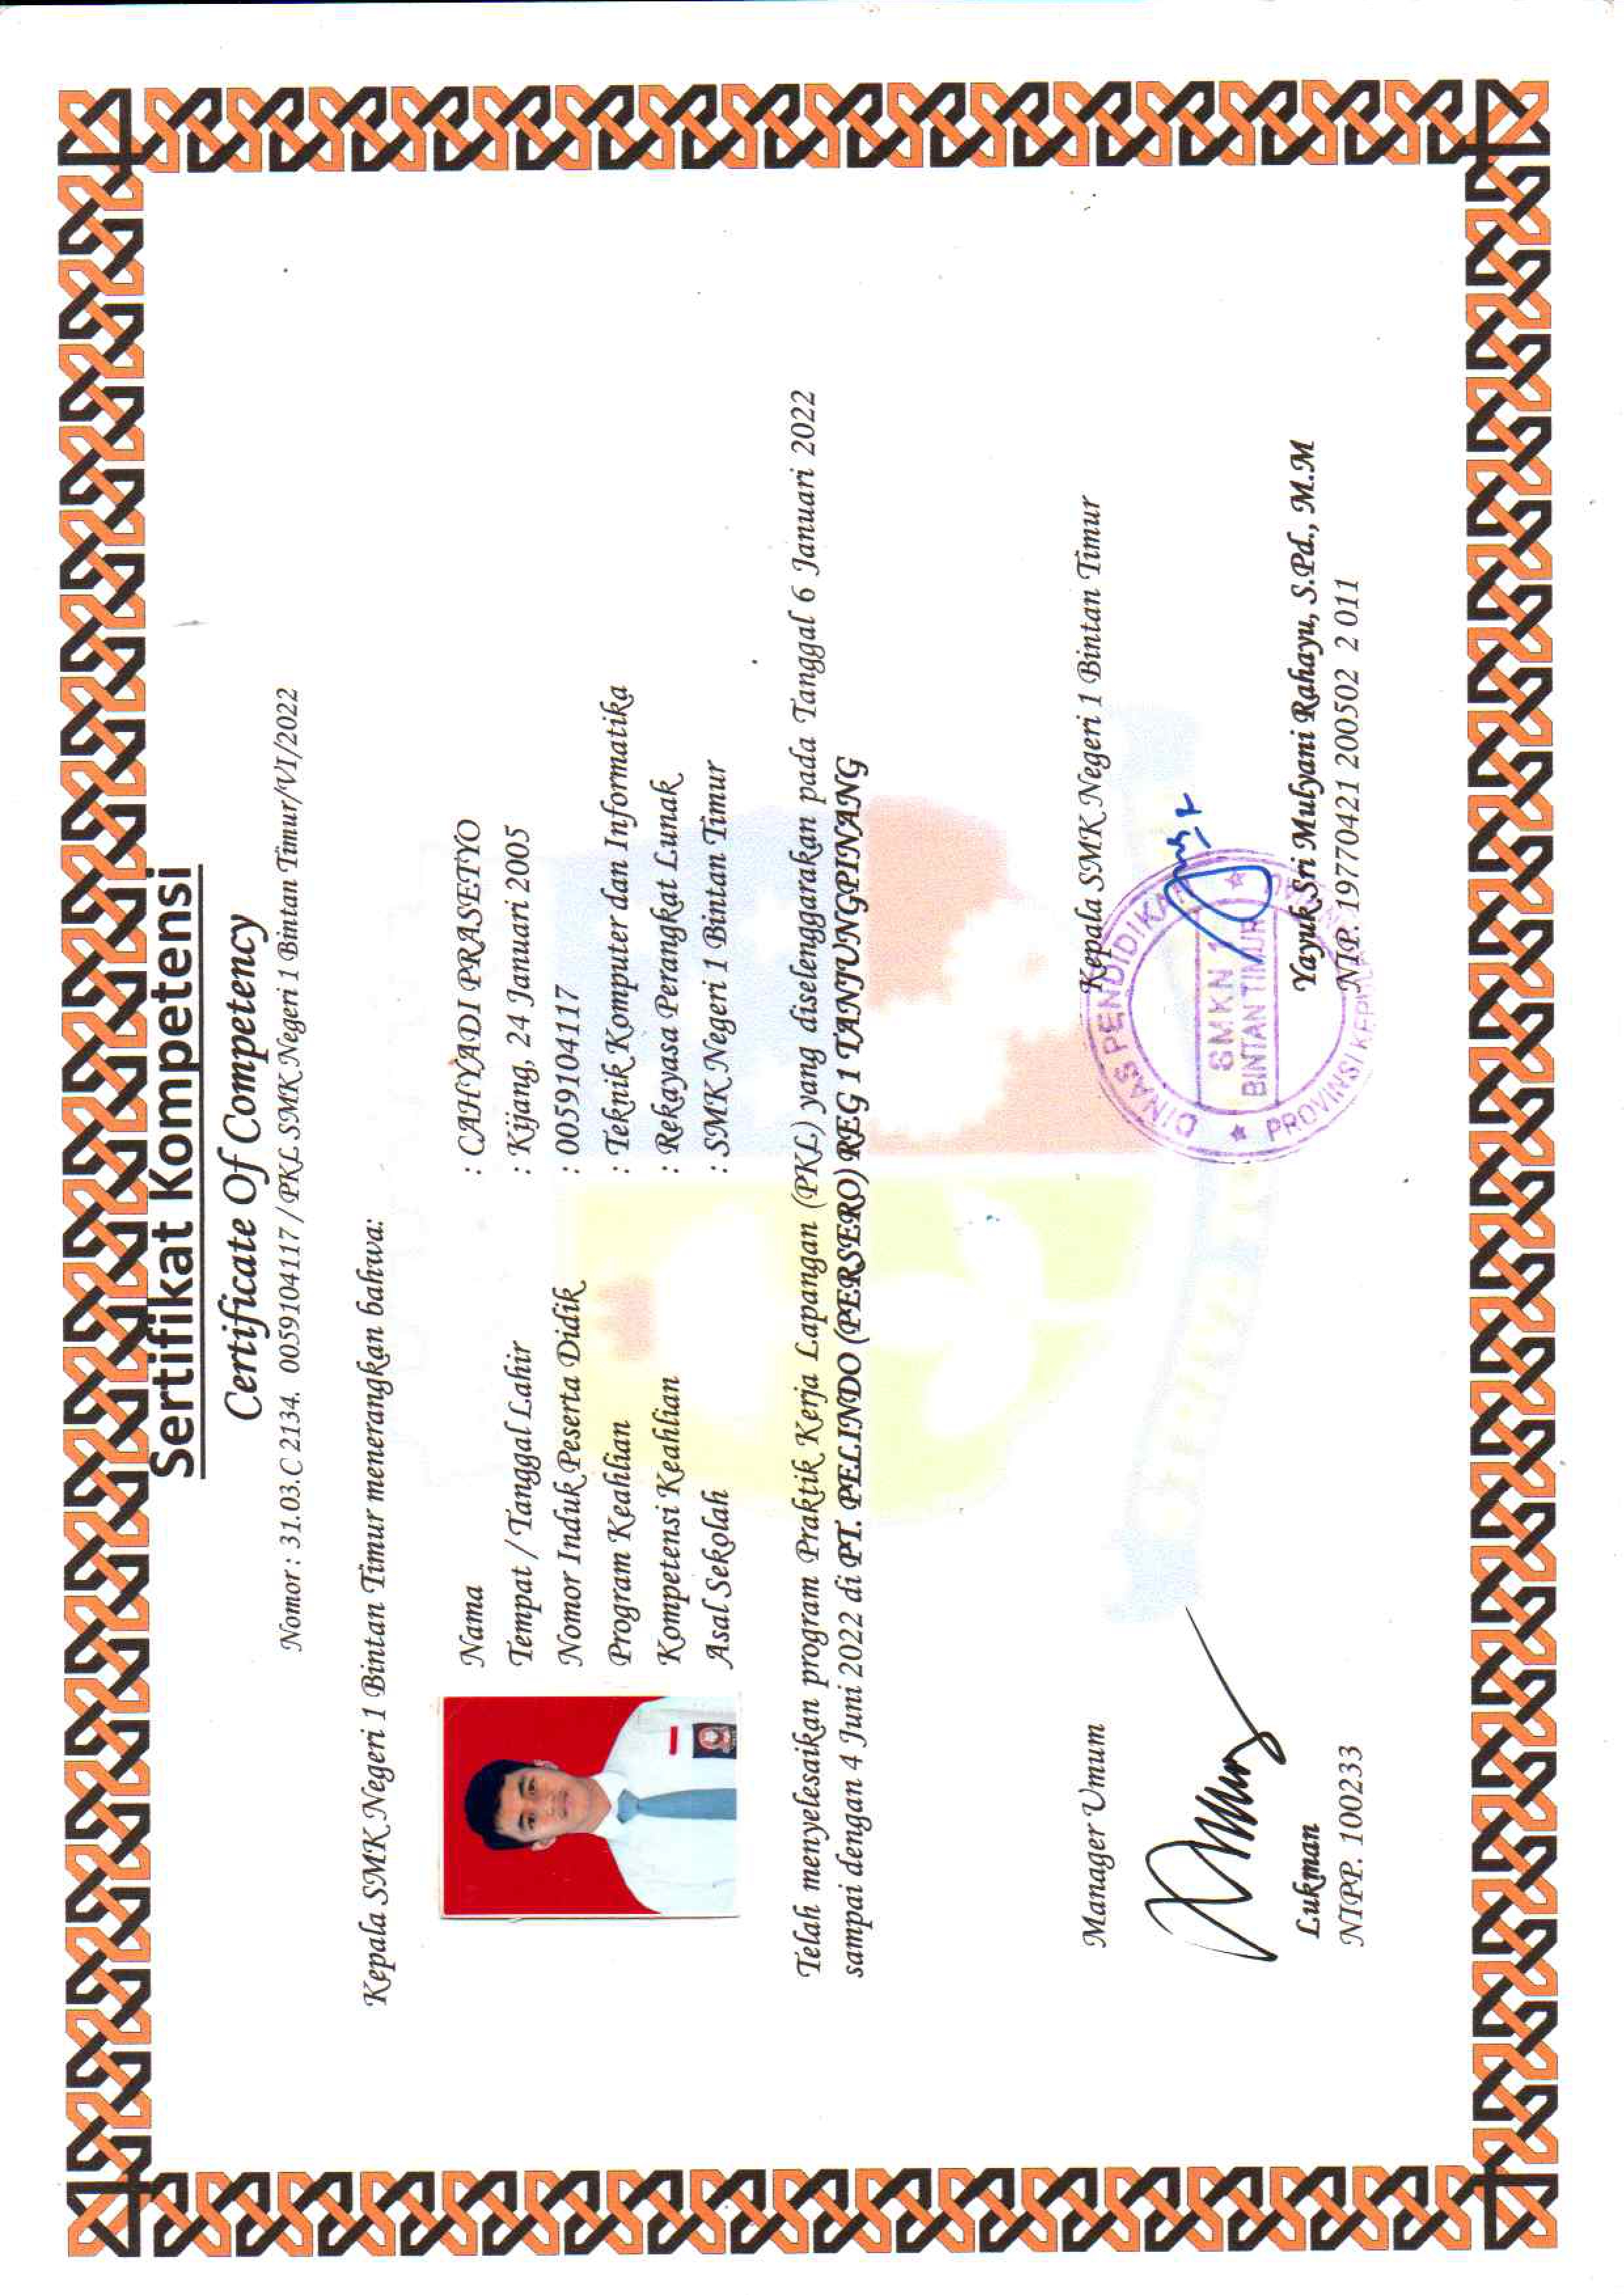 Sertifikat Kompetensi
Certificate Of Competency
Nomor : 31.03.C 2134. 0059104117 / PKL SMK Negeri 1 Bintan Timur/VI/2022
Kepala SMK Negeri 1 Bintan Timur menerangkan bahwa:
Nama : CAHYADI PRASETYO
Tempat / Tanggal Lahir : Kijang, 24 Januari 2005
Nomor Induk Peserta Didik : 0059104117
Program Keahlian : Teknik Komputer dan Informatika
Kompetensi Keahlian : Rekayasa Perangkat Lunak
Asal Sekolah : SMK Negeri 1 Bintan Timur
Telah menyelesaikan program Praktik Kerja Lapangan (PKL) yang diselenggarakan pada Tanggal 6 Januari 2022
sampai dengan 4 Juni 2022 di PT. PELINDO (PERSERO) REG 1 TANJUNGPINANG
Manager Umum
Kepala SMK Negeri 1 Bintan Timur
DINAS PENDIDIKAN
SMKN 1
BINTAN TIMUR
PROVINSI
Lukman
NIPP. 100233
Yayuk Sri Mulyani Rahayu, S.Pd., M.M
NIP. 19770421 200502 2 011